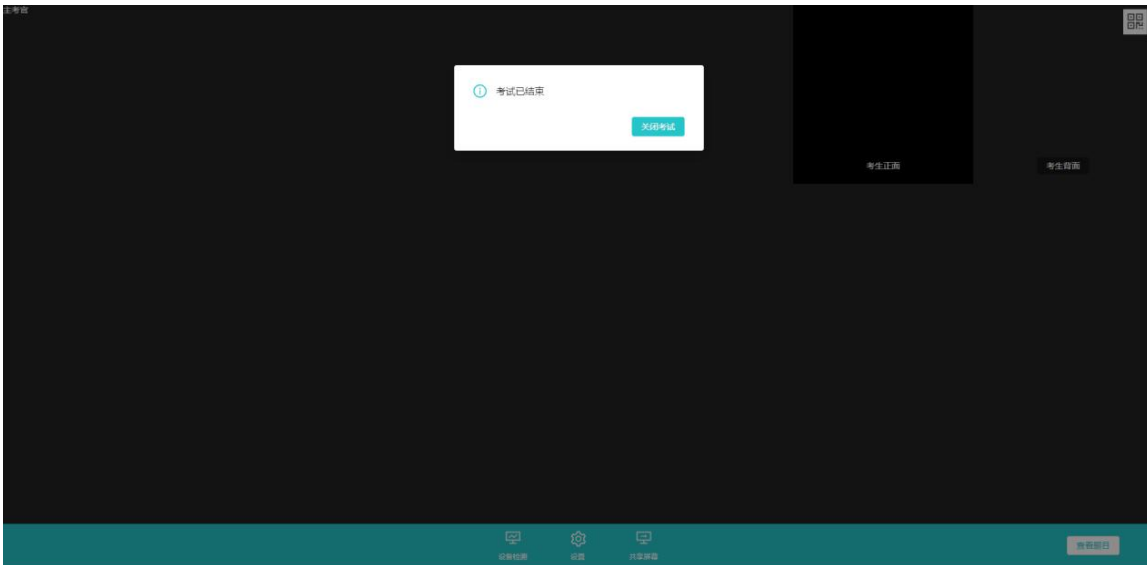 主考官
考试已结束
关闭考试
考生正面
考生背面
设备检测
设置
共享屏幕
查看题目